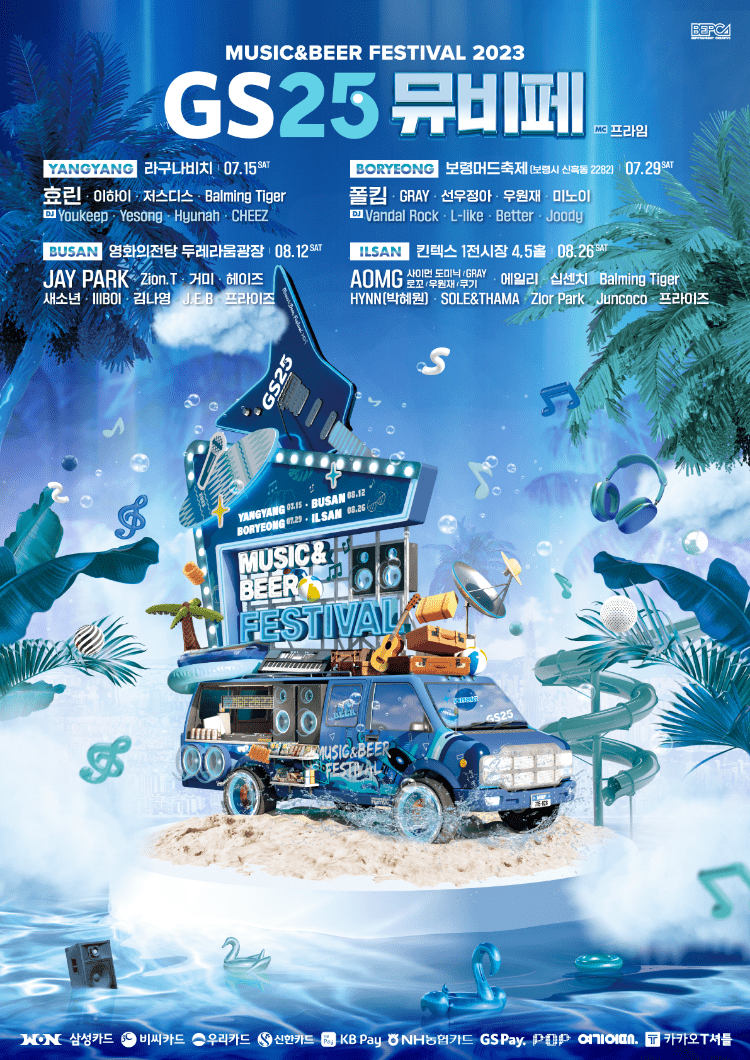 BEPC
MUSIC&BEER FESTIVAL 2023
GS25 뮤비페
MC 프라임
YANGYANG 라구나비치 07.15 SAT
효린 · 이하이 · 저스디스 · Balming Tiger
DJ Youkeep · Yesong · Hyunah · CHEEZ
BORYEONG 보령머드축제(보령시 신흑동 2282) 07.29 SAT
폴킴 · GRAY · 선우정아 · 우원재 · 미노이
DJ Vandal Rock · L-like · Better · Joody
BUSAN 영화의전당 두레라움광장 08.12 SAT
JAY PARK · Zion.T · 거미 · 헤이즈
새소년 · lIlBOI · 김나영 · J.E.B · 프라이즈
ILSAN 킨텍스 1전시장 4,5홀 08.26 SAT
AOMG 사이먼 도미닉/GRAY 로꼬/우원재/쿠기 · 에일리 · 십센치 · Balming Tiger
HYNN(박혜원) · SOLE&THAMA · Zior Park · Juncoco · 프라이즈
Music&Beer Festival
GS25
YANGYANG 07.15 · BUSAN 08.12
BORYEONG 07.29 · ILSAN 08.26
MUSIC&
BEER
FESTIVAL
BEER
GS25
MUSIC&BEER
FESTIVAL
WON 삼성카드 비씨카드 우리카드 신한카드 KB Pay KB Pay NH농협카드 GS Pay. POP 여기어때. T 카카오 T 셔틀